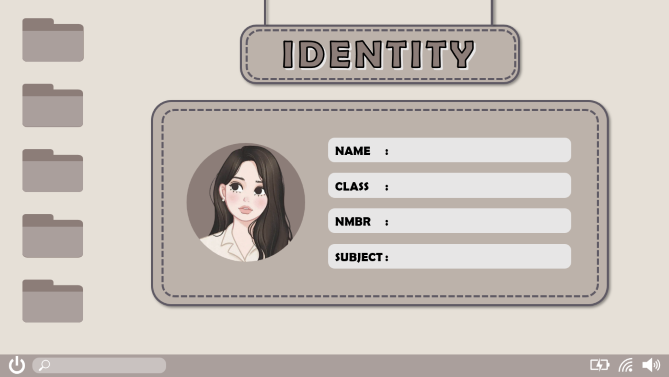 IDENTITY
NAME :
CLASS :
NMBR :
SUBJECT :